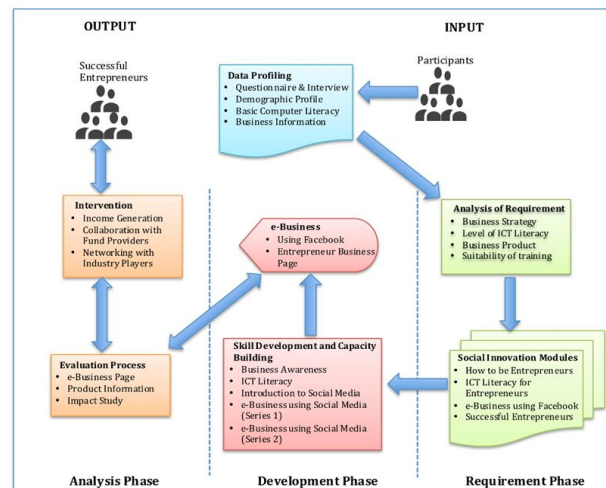 OUTPUT
INPUT
Successful
Entrepreneurs
Participants
Data Profiling
• Questionnaire & Interview
• Demographic Profile
• Basic Computer Literacy
• Business Information
Intervention
• Income Generation
• Collaboration with
Fund Providers
• Networking with
Industry Players
e-Business
• Using Facebook
• Entrepreneur Business
Page
Analysis of Requirement
• Business Strategy
• Level of ICT Literacy
• Business Product
• Suitability of training
Evaluation Process
• e-Business Page
• Product Information
• Impact Study
Skill Development and Capacity
Building
• Business Awareness
• ICT Literacy
• Introduction to Social Media
• e-Business using Social Media
(Series 1)
• e-Business using Social Media
(Series 2)
Social Innovation Modules
• How to be Entrepreneurs
• ICT Literacy for
Entrepreneurs
• e-Business using Facebook
• Successful Entrepreneurs
Analysis Phase
Development Phase
Requirement Phase